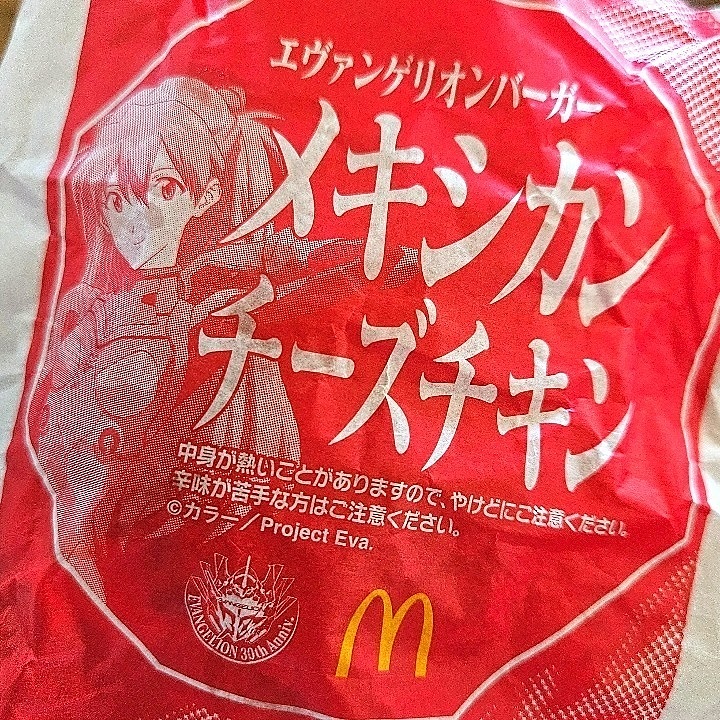 エヴァンゲリオンバーガー
メキシカン
チーズチキン
中身が熱いことがありますので、やけどにご注意ください。
辛味が苦手な方はご注意ください。
©カラー/Project Eva.
EVANGELION 30th Anniv.